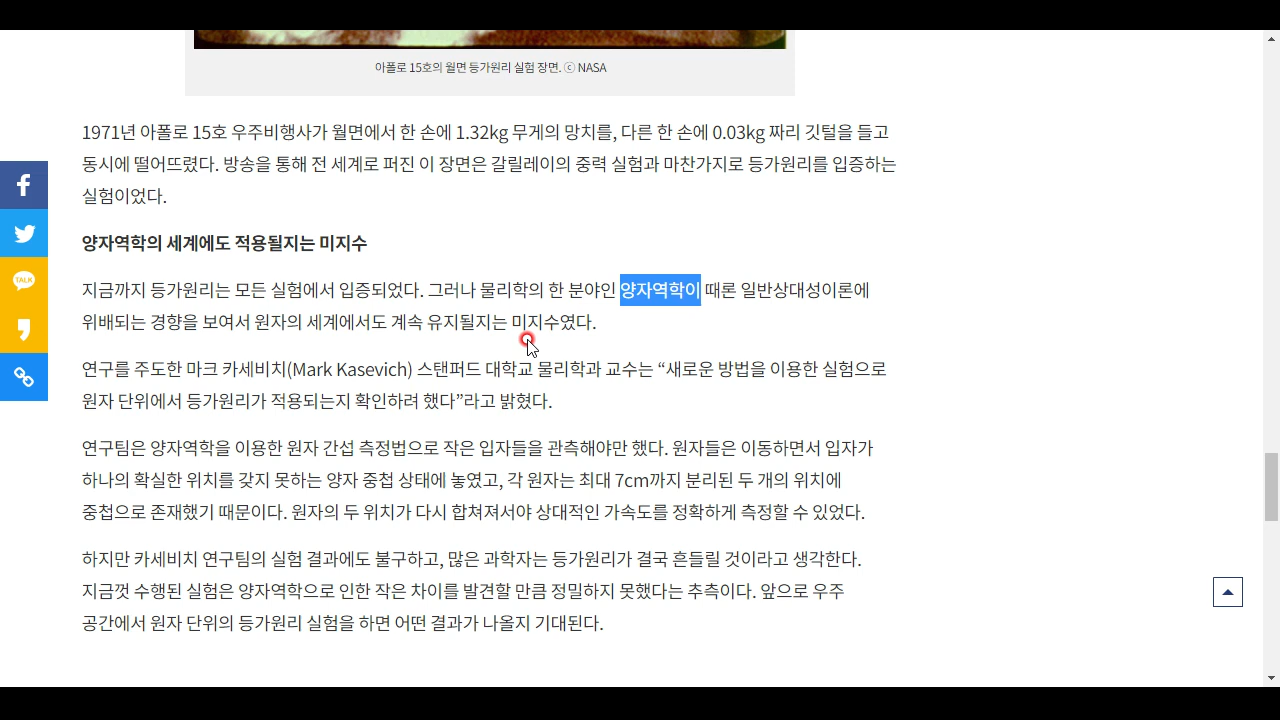 아폴로 15호의 월면 등가원리 실험 장면. ⓒ NASA
1971년 아폴로 15호 우주비행사가 월면에서 한 손에 1.32kg 무게의 망치를, 다른 한 손에 0.03kg 짜리 깃털을 들고
동시에 떨어뜨렸다. 방송을 통해 전 세계로 퍼진 이 장면은 갈릴레이의 중력 실험과 마찬가지로 등가원리를 입증하는
실험이었다.
양자역학의 세계에도 적용될지는 미지수
지금까지 등가원리는 모든 실험에서 입증되었다. 그러나 물리학의 한 분야인 양자역학이 때론 일반상대성이론에
위배되는 경향을 보여서 원자의 세계에서도 계속 유지될지는 미지수였다.
연구를 주도한 마크 카세비치(Mark Kasevich) 스탠퍼드 대학교 물리학과 교수는 “새로운 방법을 이용한 실험으로
원자 단위에서 등가원리가 적용되는지 확인하려 했다”라고 밝혔다.
연구팀은 양자역학을 이용한 원자 간섭 측정법으로 작은 입자들을 관측해야만 했다. 원자들은 이동하면서 입자가
하나의 확실한 위치를 갖지 못하는 양자 중첩 상태에 놓였고, 각 원자는 최대 7cm까지 분리된 두 개의 위치에
중첩으로 존재했기 때문이다. 원자의 두 위치가 다시 합쳐져서야 상대적인 가속도를 정확하게 측정할 수 있었다.
하지만 카세비치 연구팀의 실험 결과에도 불구하고, 많은 과학자는 등가원리가 결국 흔들릴 것이라고 생각한다.
지금껏 수행된 실험은 양자역학으로 인한 작은 차이를 발견할 만큼 정밀하지 못했다는 추측이다. 앞으로 우주
공간에서 원자 단위의 등가원리 실험을 하면 어떤 결과가 나올지 기대된다.
TALK